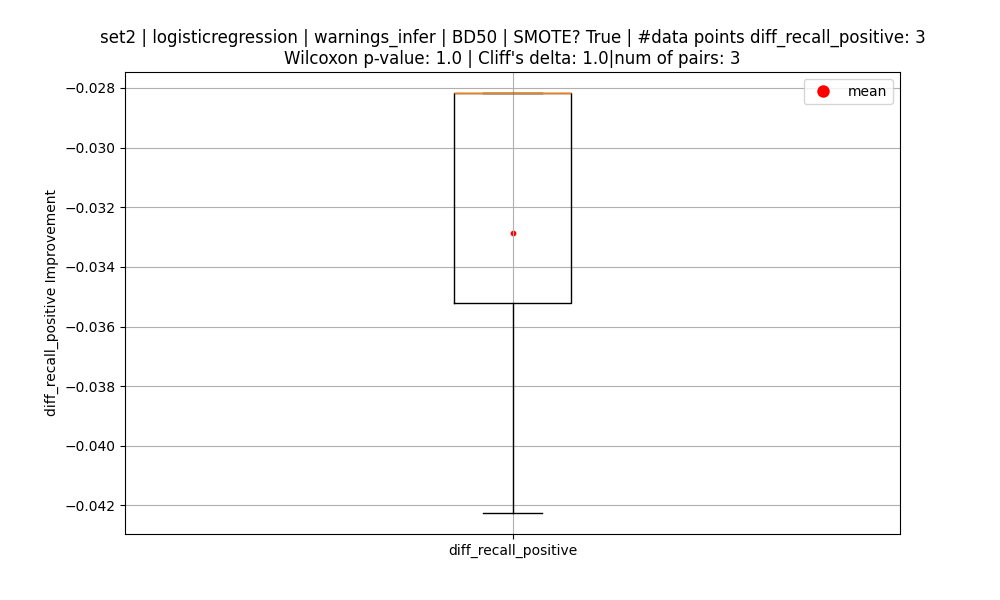 set2 | logisticregression | warnings_infer | BD50 | SMOTE? True | #data points diff_recall_positive: 3
Wilcoxon p-value: 1.0 | Cliff's delta: 1.0|num of pairs: 3
mean
diff_recall_positive Improvement
−0.028
−0.030
−0.032
−0.034
−0.036
−0.038
−0.040
−0.042
diff_recall_positive